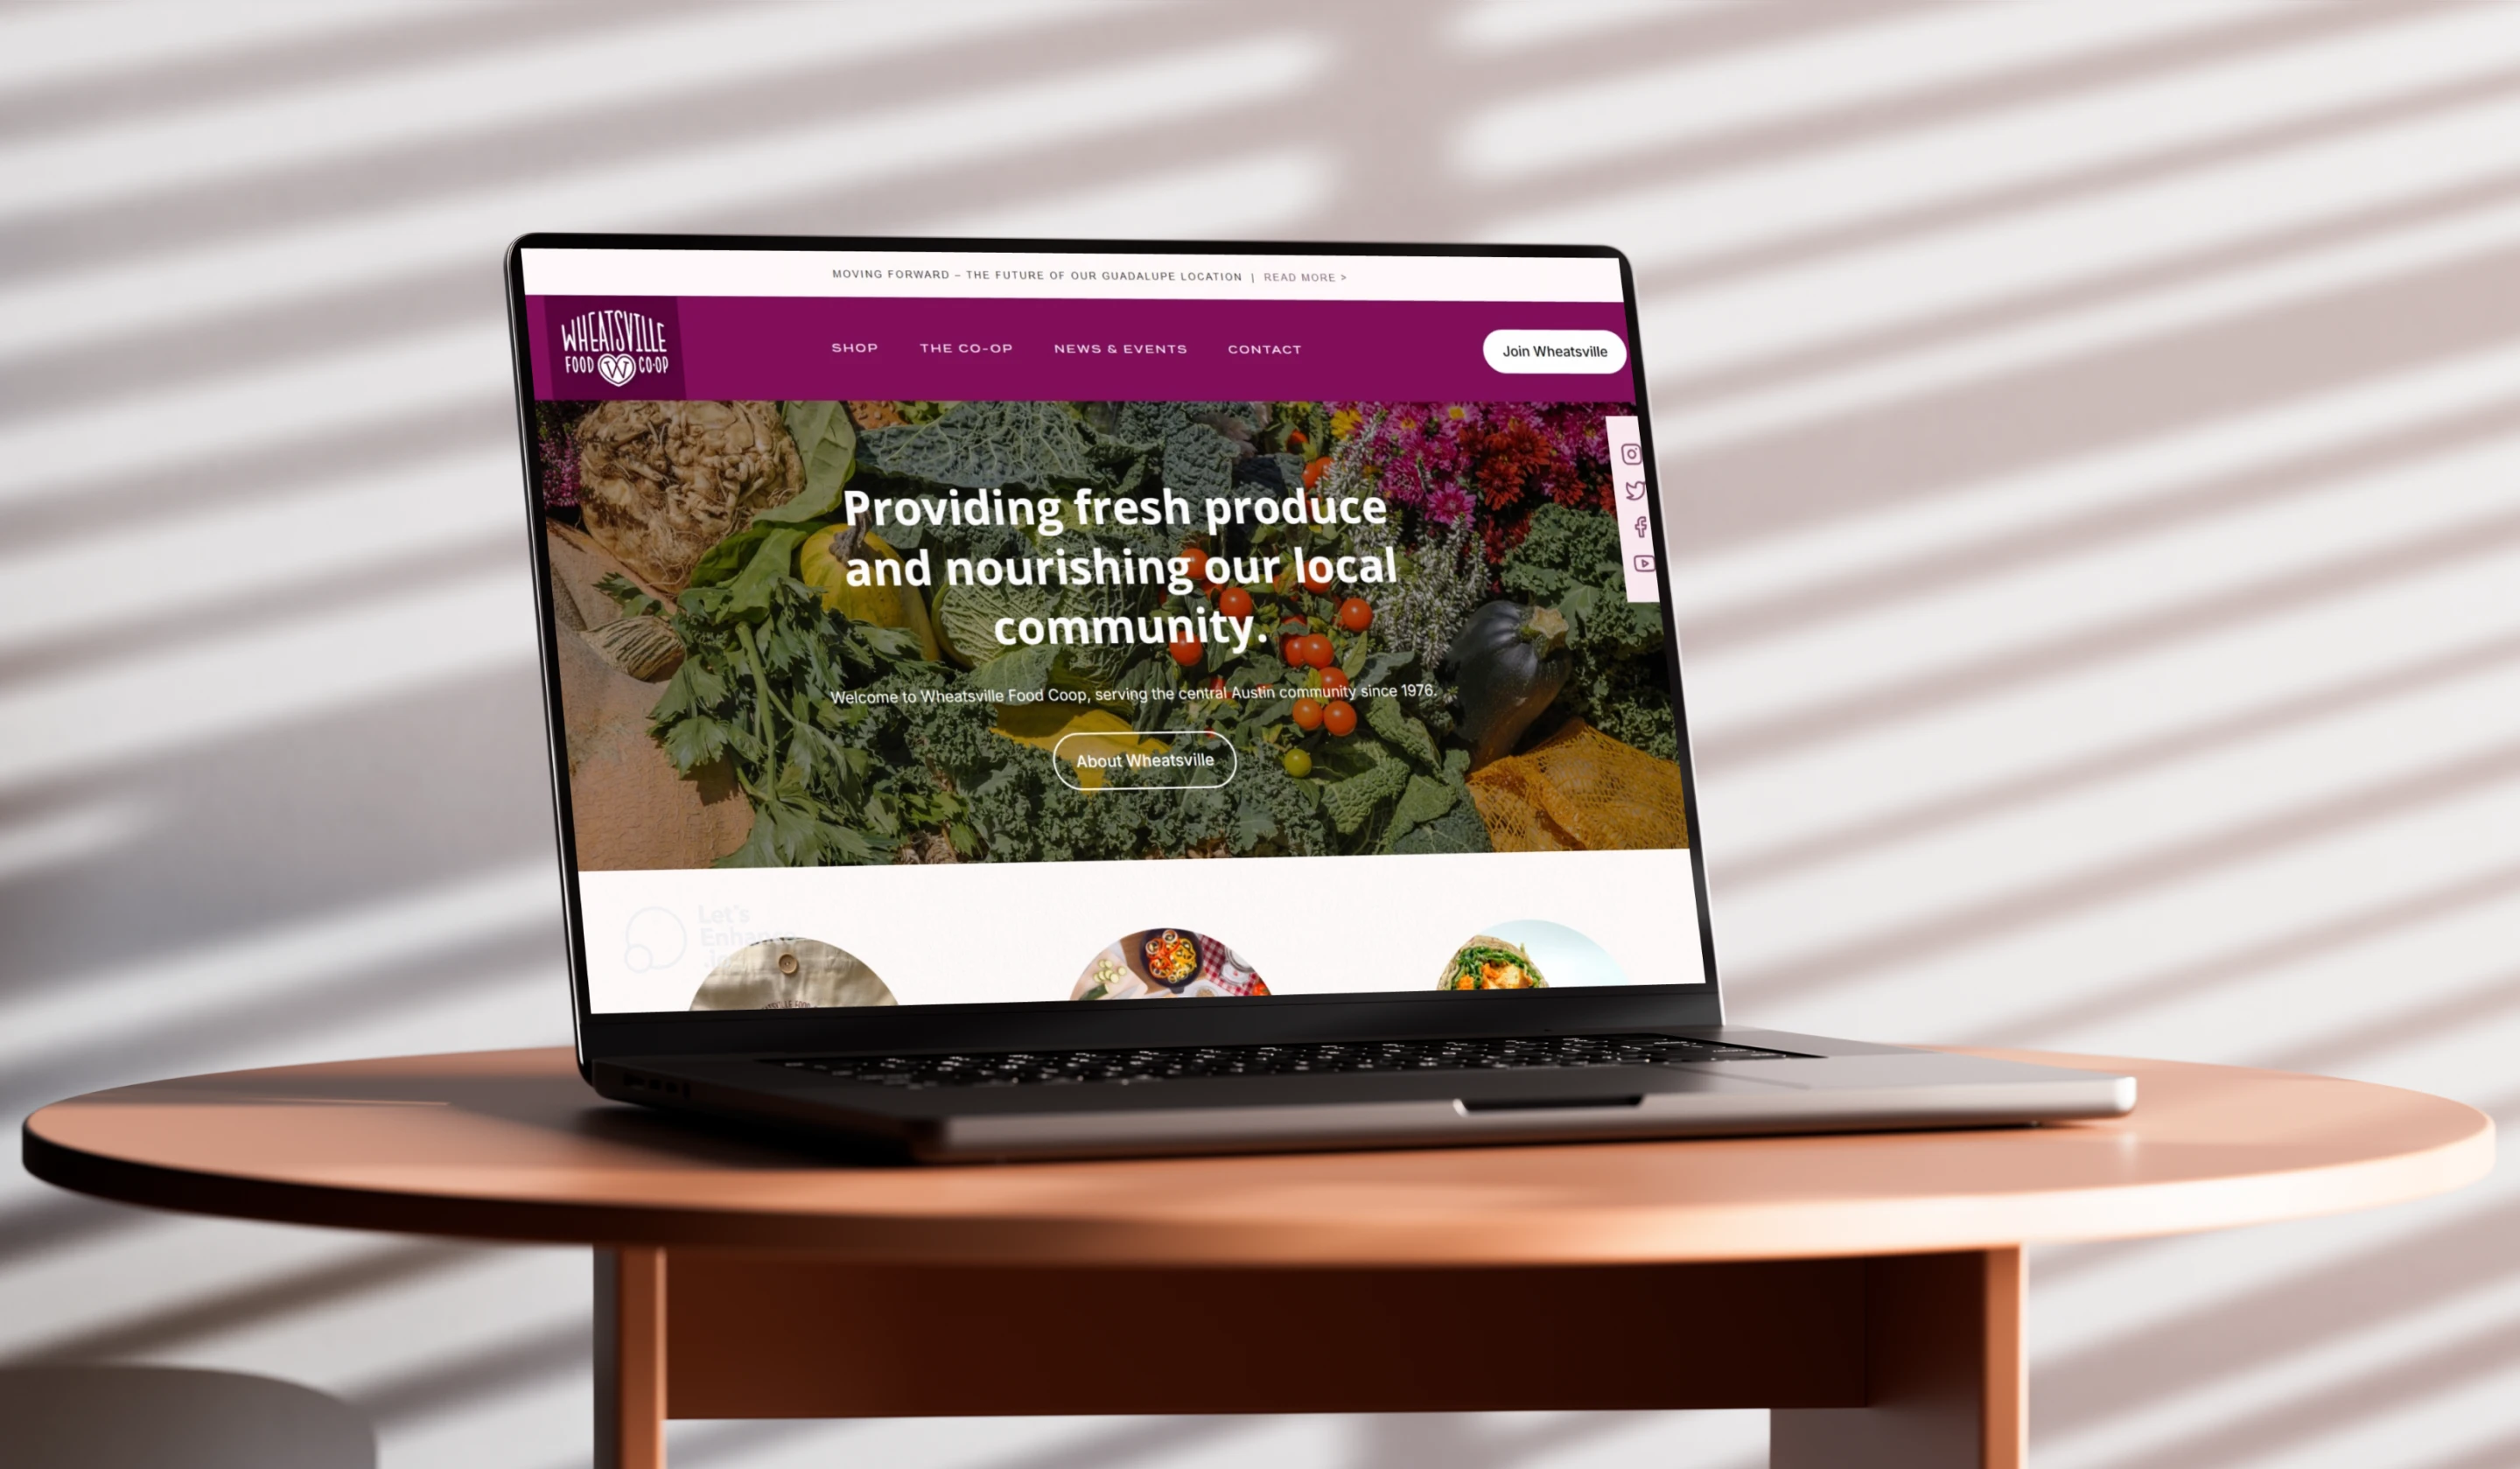 MOVING FORWARD – THE FUTURE OF OUR GUADALUPE LOCATION | READ MORE >
WHEATSVILLE
FOOD W CO-OP
SHOP THE CO-OP NEWS & EVENTS CONTACT
Join Wheatsville
Providing fresh produce
and nourishing our local
community.
Welcome to Wheatsville Food Coop, serving the central Austin community since 1976.
About Wheatsville
Let's
Enhance